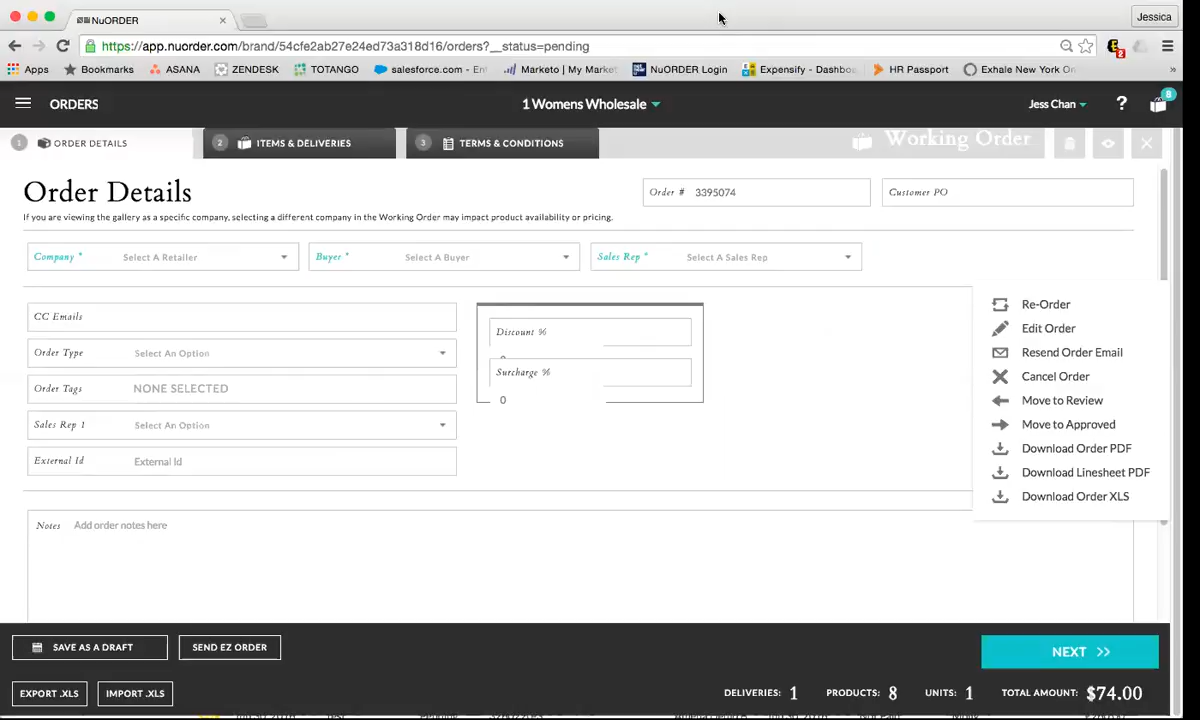 NuORDER
Jessica
https://app.nuorder.com/brand/54cfe2ab27e24ed73a318d16/orders?__status=pending
2
Apps Bookmarks ASANA ZENDESK TOTANGO salesforce.com - En Marketo | My Market NuORDER Login Expensify - Dashboa HR Passport Exhale New York On »
ORDERS 1 Womens Wholesale Jess Chan ? 8
1 ORDER DETAILS 2 ITEMS & DELIVERIES 3 TERMS & CONDITIONS Working Order
Order Details
Order # 3395074 Customer PO
If you are viewing the gallery as a specific company, selecting a different company in the Working Order may impact product availability or pricing.
Company * Select A Retailer Buyer * Select A Buyer Sales Rep * Select A Sales Rep
CC Emails
Order Type Select An Option
Order Tags NONE SELECTED
Sales Rep 1 Select An Option
External Id External Id
Discount %
Surcharge %
0
Re-Order
Edit Order
Resend Order Email
Cancel Order
Move to Review
Move to Approved
Download Order PDF
Download Linesheet PDF
Download Order XLS
Notes Add order notes here
SAVE AS A DRAFT SEND EZ ORDER NEXT >>
EXPORT .XLS IMPORT .XLS DELIVERIES: 1 PRODUCTS: 8 UNITS: 1 TOTAL AMOUNT: $74.00